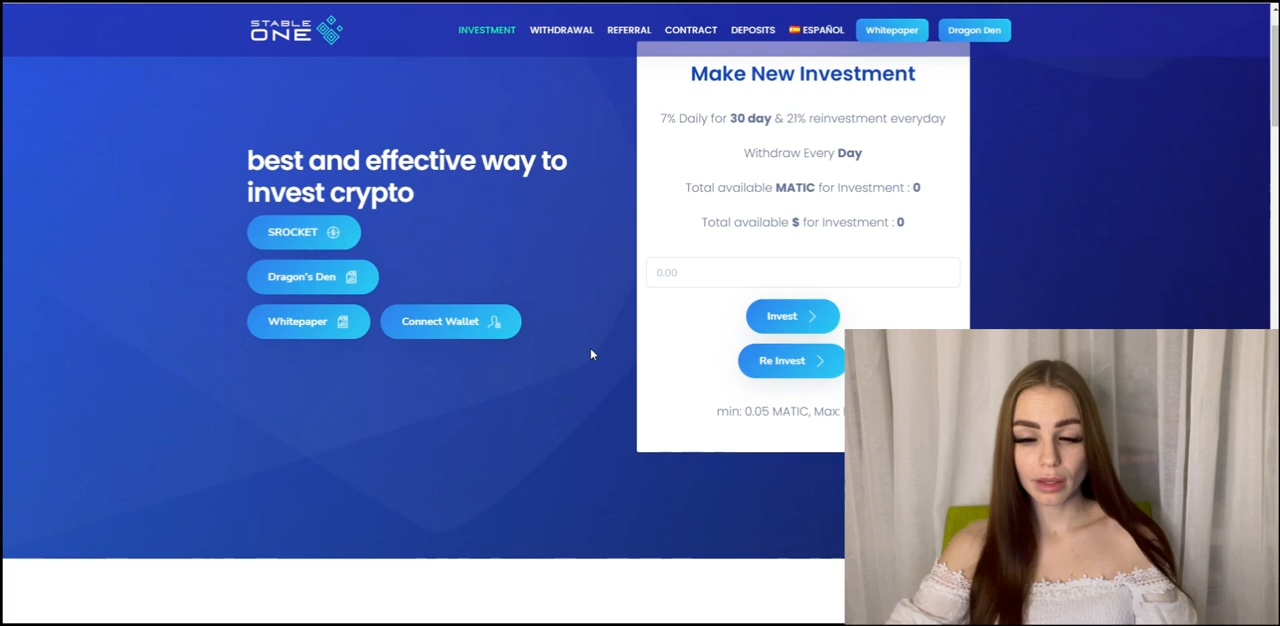 STABLE
ONE
INVESTMENT
WITHDRAWAL
REFERRAL
CONTRACT
DEPOSITS
ESPAÑOL
Whitepaper
Dragon Den
best and effective way to
invest crypto
SROCKET
Dragon's Den
Whitepaper
Connect Wallet
Make New Investment
7% Daily for 30 day & 21% reinvestment everyday
Withdraw Every Day
Total available MATIC for Investment : 0
Total available $ for Investment : 0
0.00
Invest
Re Invest
min: 0.05 MATIC, Max: